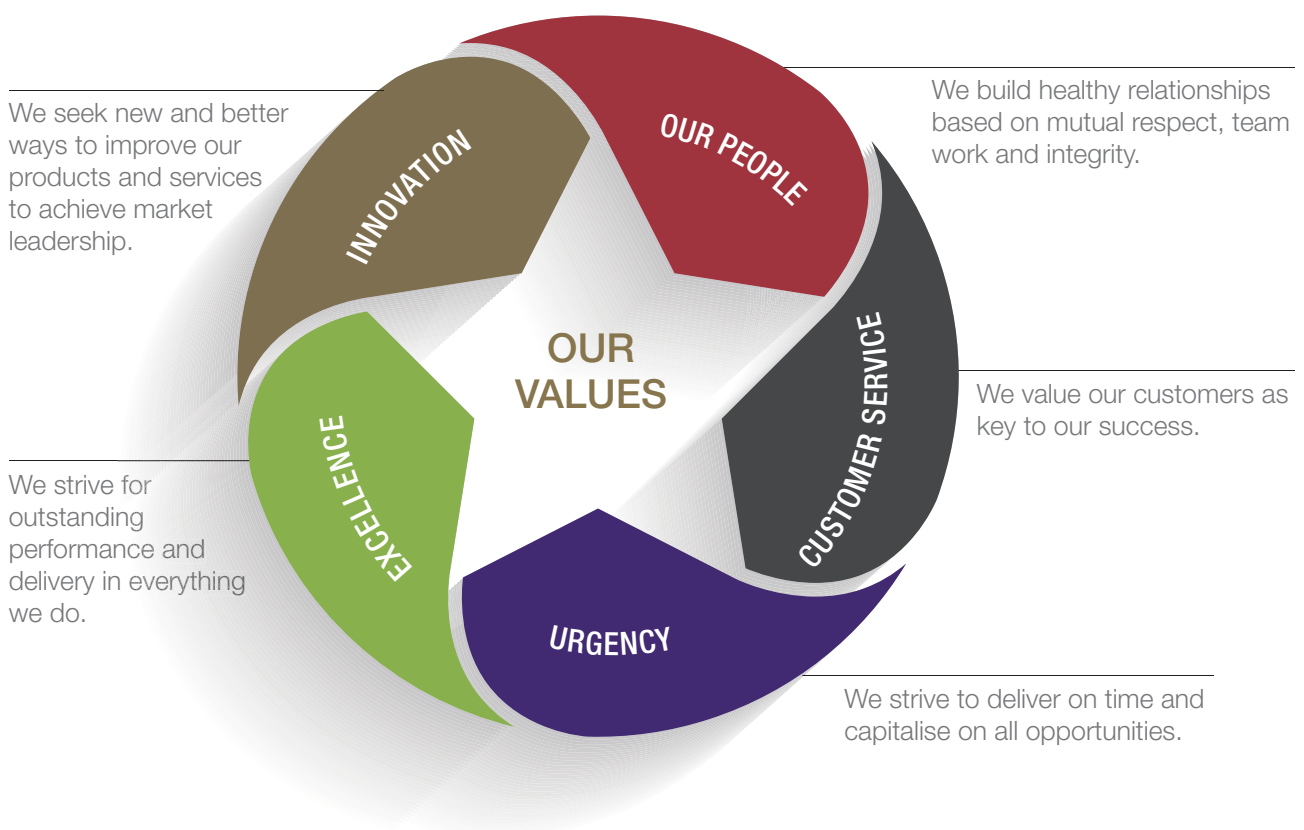 OUR
VALUES
OUR PEOPLE
We build healthy relationships
based on mutual respect, team
work and integrity.
CUSTOMER SERVICE
We value our customers as
key to our success.
URGENCY
We strive to deliver on time and
capitalise on all opportunities.
EXCELLENCE
We strive for
outstanding
performance and
delivery in everything
we do.
INNOVATION
We seek new and better
ways to improve our
products and services
to achieve market
leadership.